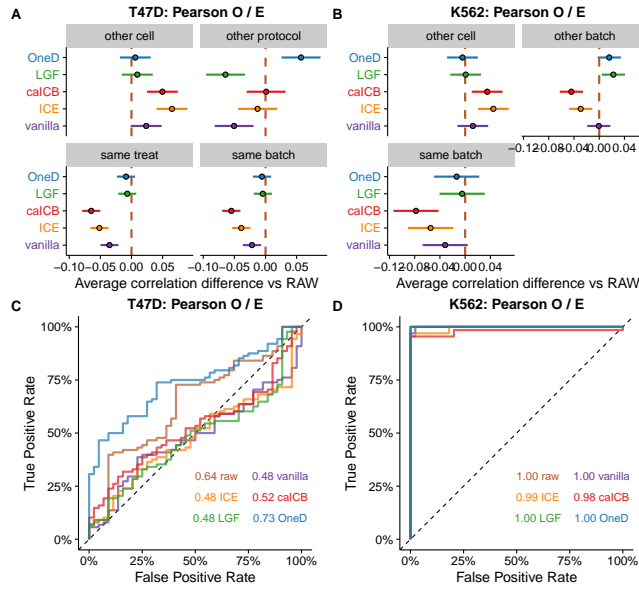 A
T47D: Pearson O / E
other cell
other protocol
OneD
LGF
caICB
ICE
vanilla
same treat
same batch
OneD
LGF
caICB
ICE
vanilla
−0.10
−0.05
0.00
0.05
−0.10
−0.05
0.00
0.05
Average correlation difference vs RAW
B
K562: Pearson O / E
other cell
other batch
OneD
LGF
caICB
ICE
vanilla
−0.12
−0.08
−0.04
0.00
0.04
same batch
OneD
LGF
caICB
ICE
vanilla
−0.12
−0.08
−0.04
0.00
0.04
Average correlation difference vs RAW
C
T47D: Pearson O / E
True Positive Rate
100%
75%
50%
25%
0%
0.64 raw
0.48 vanilla
0.48 ICE
0.52 caICB
0.48 LGF
0.73 OneD
0%
25%
50%
75%
100%
False Positive Rate
D
K562: Pearson O / E
True Positive Rate
100%
75%
50%
25%
0%
1.00 raw
1.00 vanilla
0.99 ICE
0.98 caICB
1.00 LGF
1.00 OneD
0%
25%
50%
75%
100%
False Positive Rate